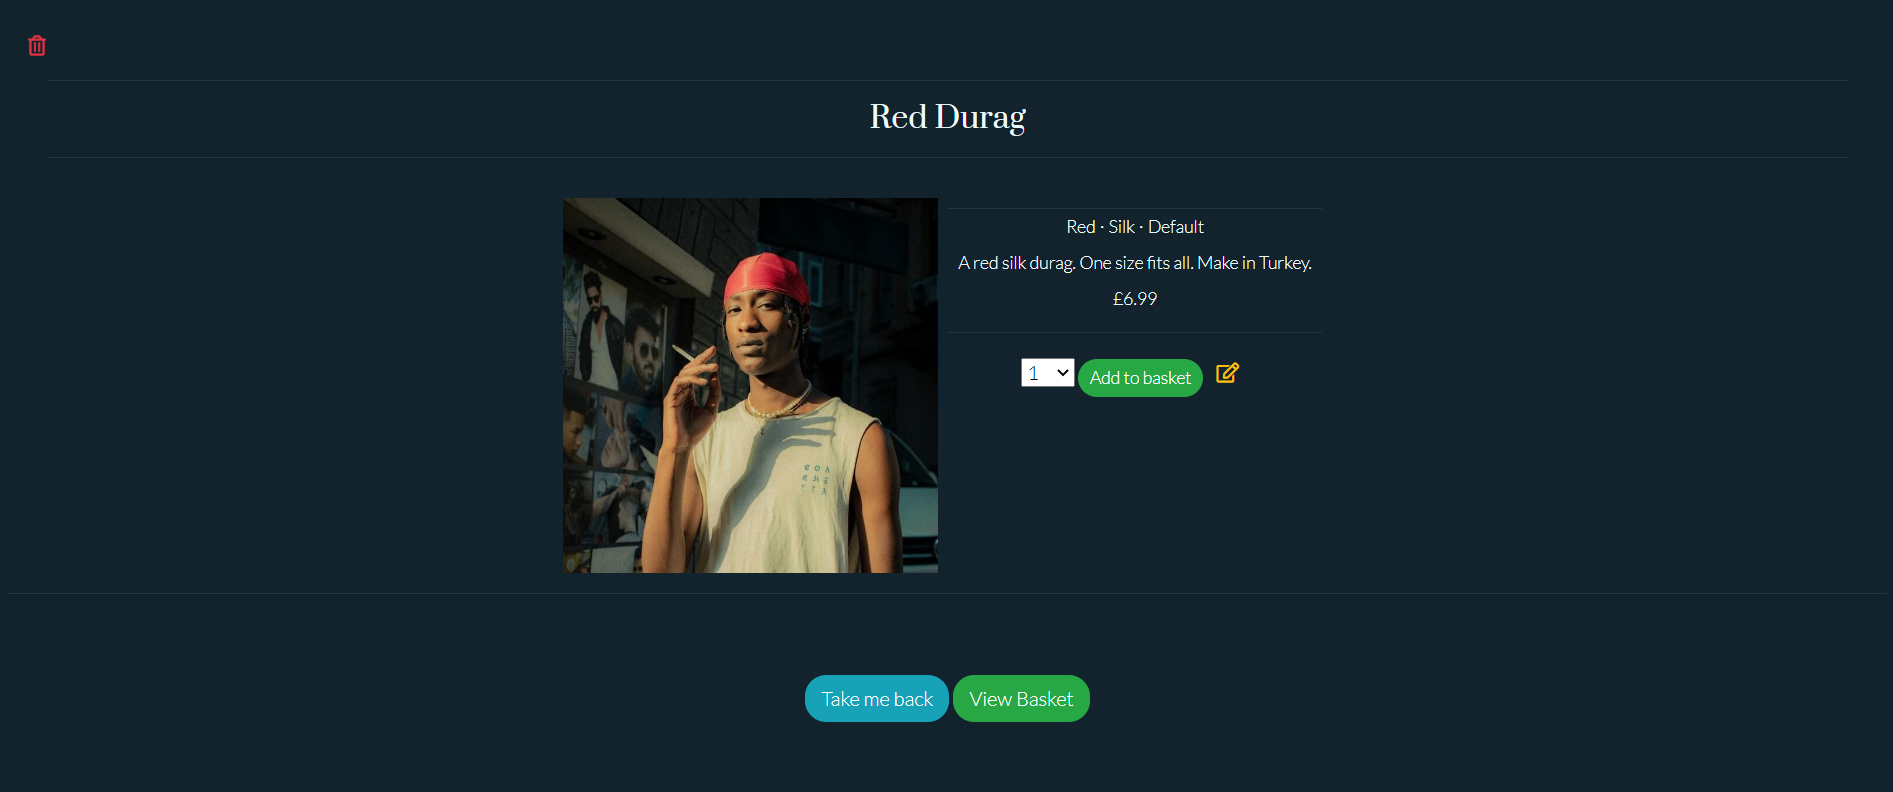 Red Durag
Red · Silk · Default
A red silk durag. One size fits all. Make in Turkey.
£6.99
1
Add to basket
Take me back
View Basket